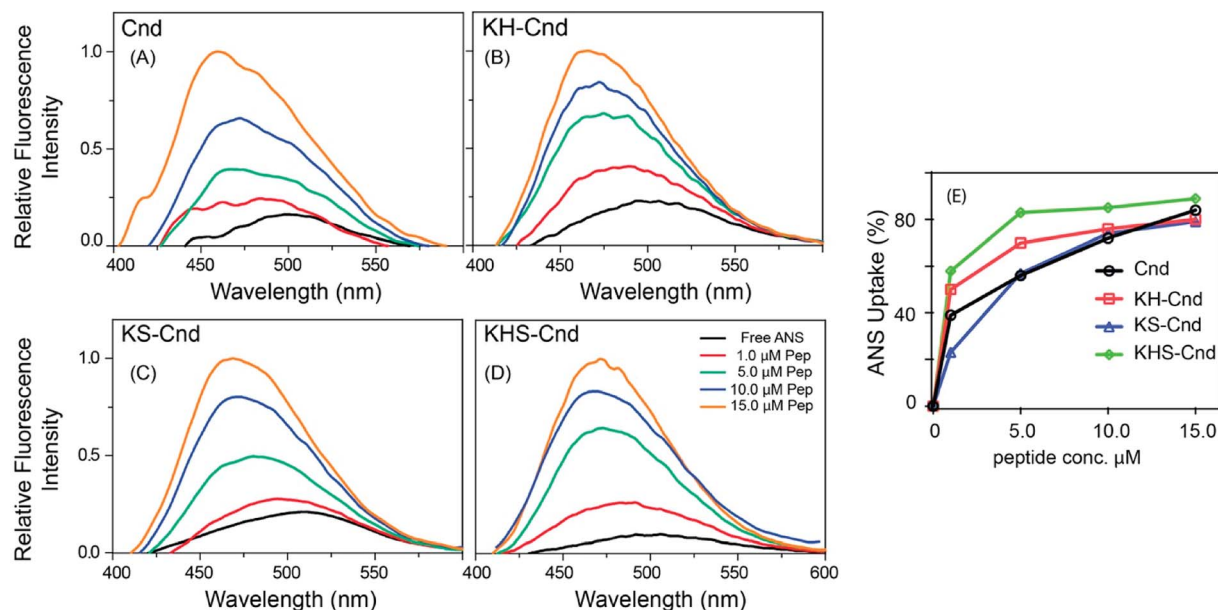 Cnd
(A)
KH-Cnd
(B)
Relative Fluorescence
Intensity
1.0
0.5
0.0
400 450 500 550
400 450 500 550 600
Wavelength (nm)
Wavelength (nm)
KS-Cnd
(C)
KHS-Cnd
(D)
Free ANS
1.0 µM Pep
5.0 µM Pep
10.0 µM Pep
15.0 µM Pep
Relative Fluorescence
Intensity
1.0
0.5
0.0
400 450 500 550
400 450 500 550 600
Wavelength (nm)
Wavelength (nm)
(E)
ANS Uptake (%)
80
40
0
Cnd
KH-Cnd
KS-Cnd
KHS-Cnd
0 5.0 10.0 15.0
peptide conc. µM